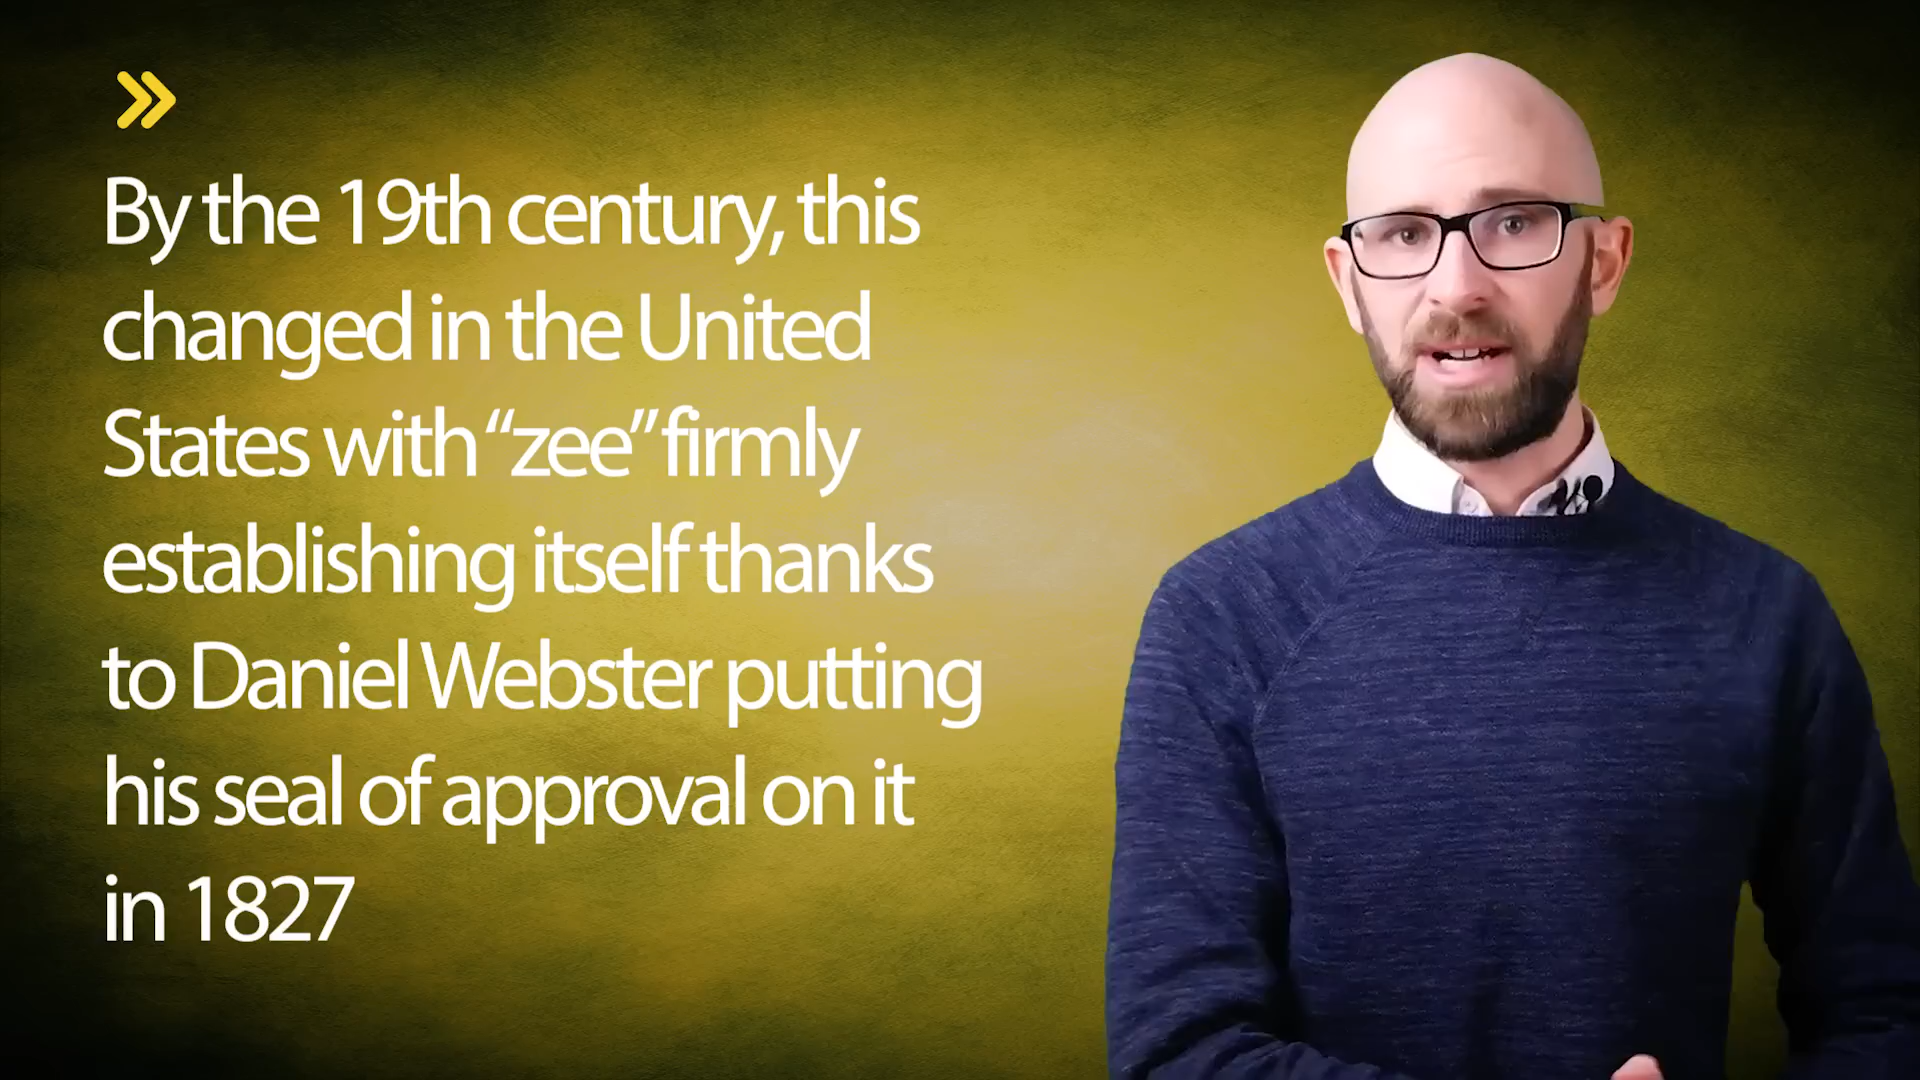 By the 19th century, this
changed in the United
States with “zee” firmly
establishing itself thanks
to Daniel Webster putting
his seal of approval on it
in 1827